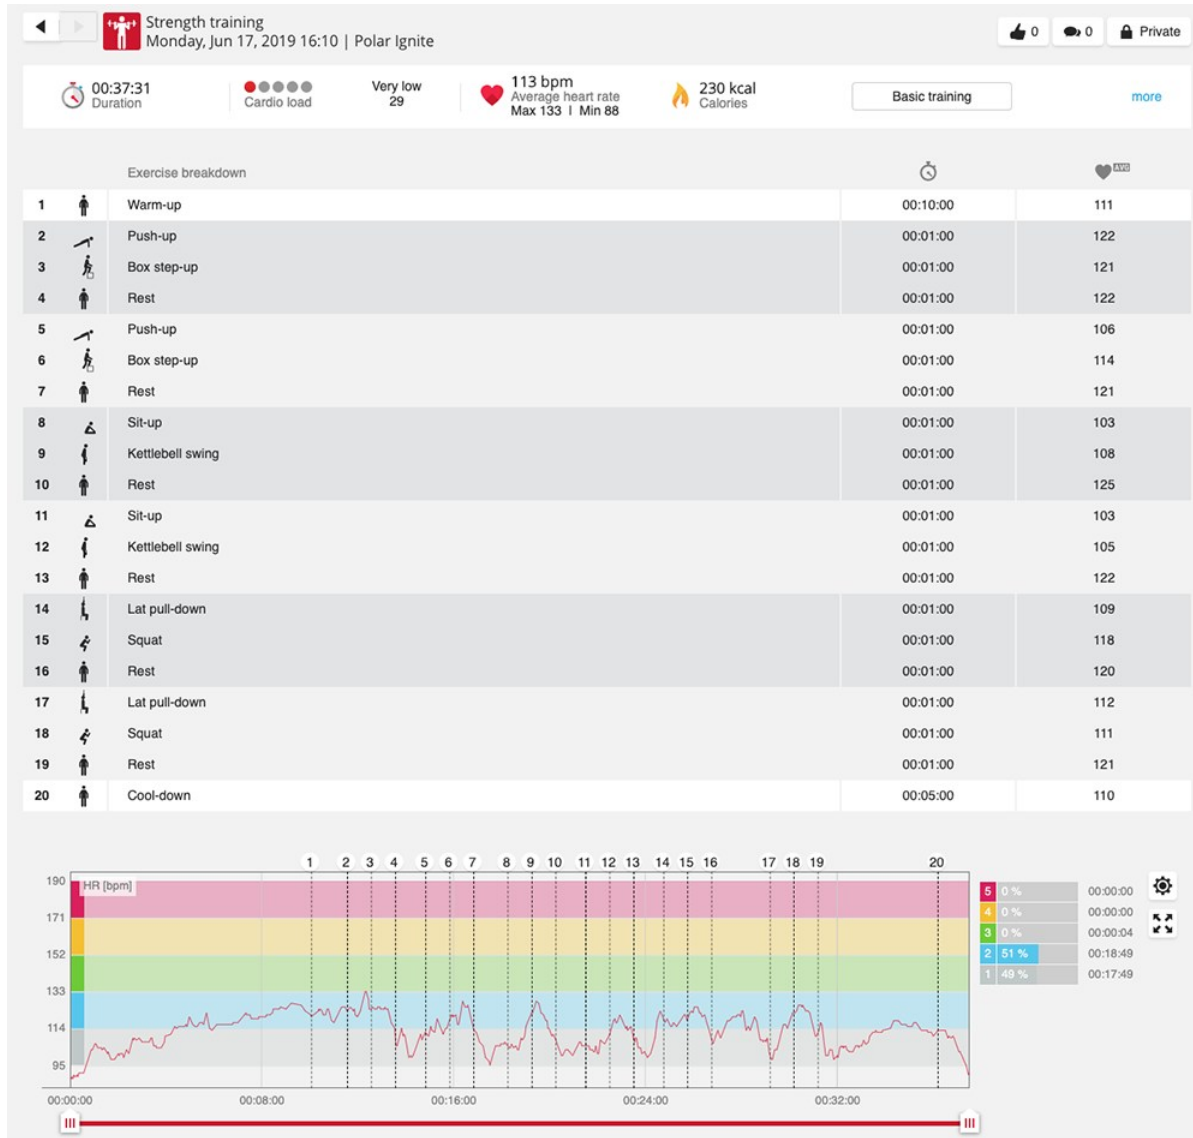 Strength training
Monday, Jun 17, 2019 16:10 | Polar Ignite
0 0 Private
00:37:31
Duration
Cardio load
Very low
29
113 bpm
Average heart rate
Max 133 | Min 88
230 kcal
Calories
Basic training
more
Exercise breakdown AVG
1 Warm-up 00:10:00 111
2 Push-up 00:01:00 122
3 Box step-up 00:01:00 121
4 Rest 00:01:00 122
5 Push-up 00:01:00 106
6 Box step-up 00:01:00 114
7 Rest 00:01:00 121
8 Sit-up 00:01:00 103
9 Kettlebell swing 00:01:00 108
10 Rest 00:01:00 125
11 Sit-up 00:01:00 103
12 Kettlebell swing 00:01:00 105
13 Rest 00:01:00 122
14 Lat pull-down 00:01:00 109
15 Squat 00:01:00 118
16 Rest 00:01:00 120
17 Lat pull-down 00:01:00 112
18 Squat 00:01:00 111
19 Rest 00:01:00 121
20 Cool-down 00:05:00 110
1 2 3 4 5 6 7 8 9 10 11 12 13 14 15 16 17 18 19 20
HR [bpm]
190
171
152
133
114
95
00:00:00 00:08:00 00:16:00 00:24:00 00:32:00
5 0 % 00:00:00
4 0 % 00:00:00
3 0 % 00:00:04
2 51 % 00:18:49
1 49 % 00:17:49